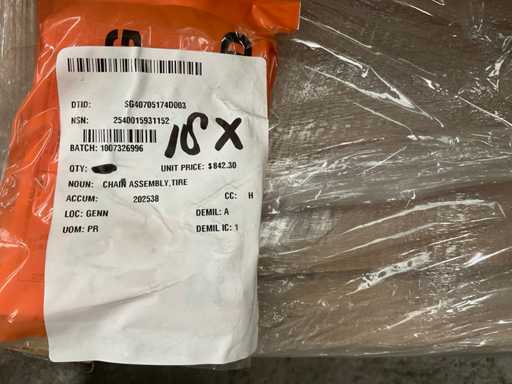 DTID: SG40705174D003
NSN: 2540015931152
18 X
BATCH: 1007326996
QTY: UNIT PRICE: $842.30
NOUN: CHAIN ASSEMBLY,TIRE
ACCUM: 202538 CC: H
LOC: GENN DEMIL: A
UOM: PR DEMIL IC: 1